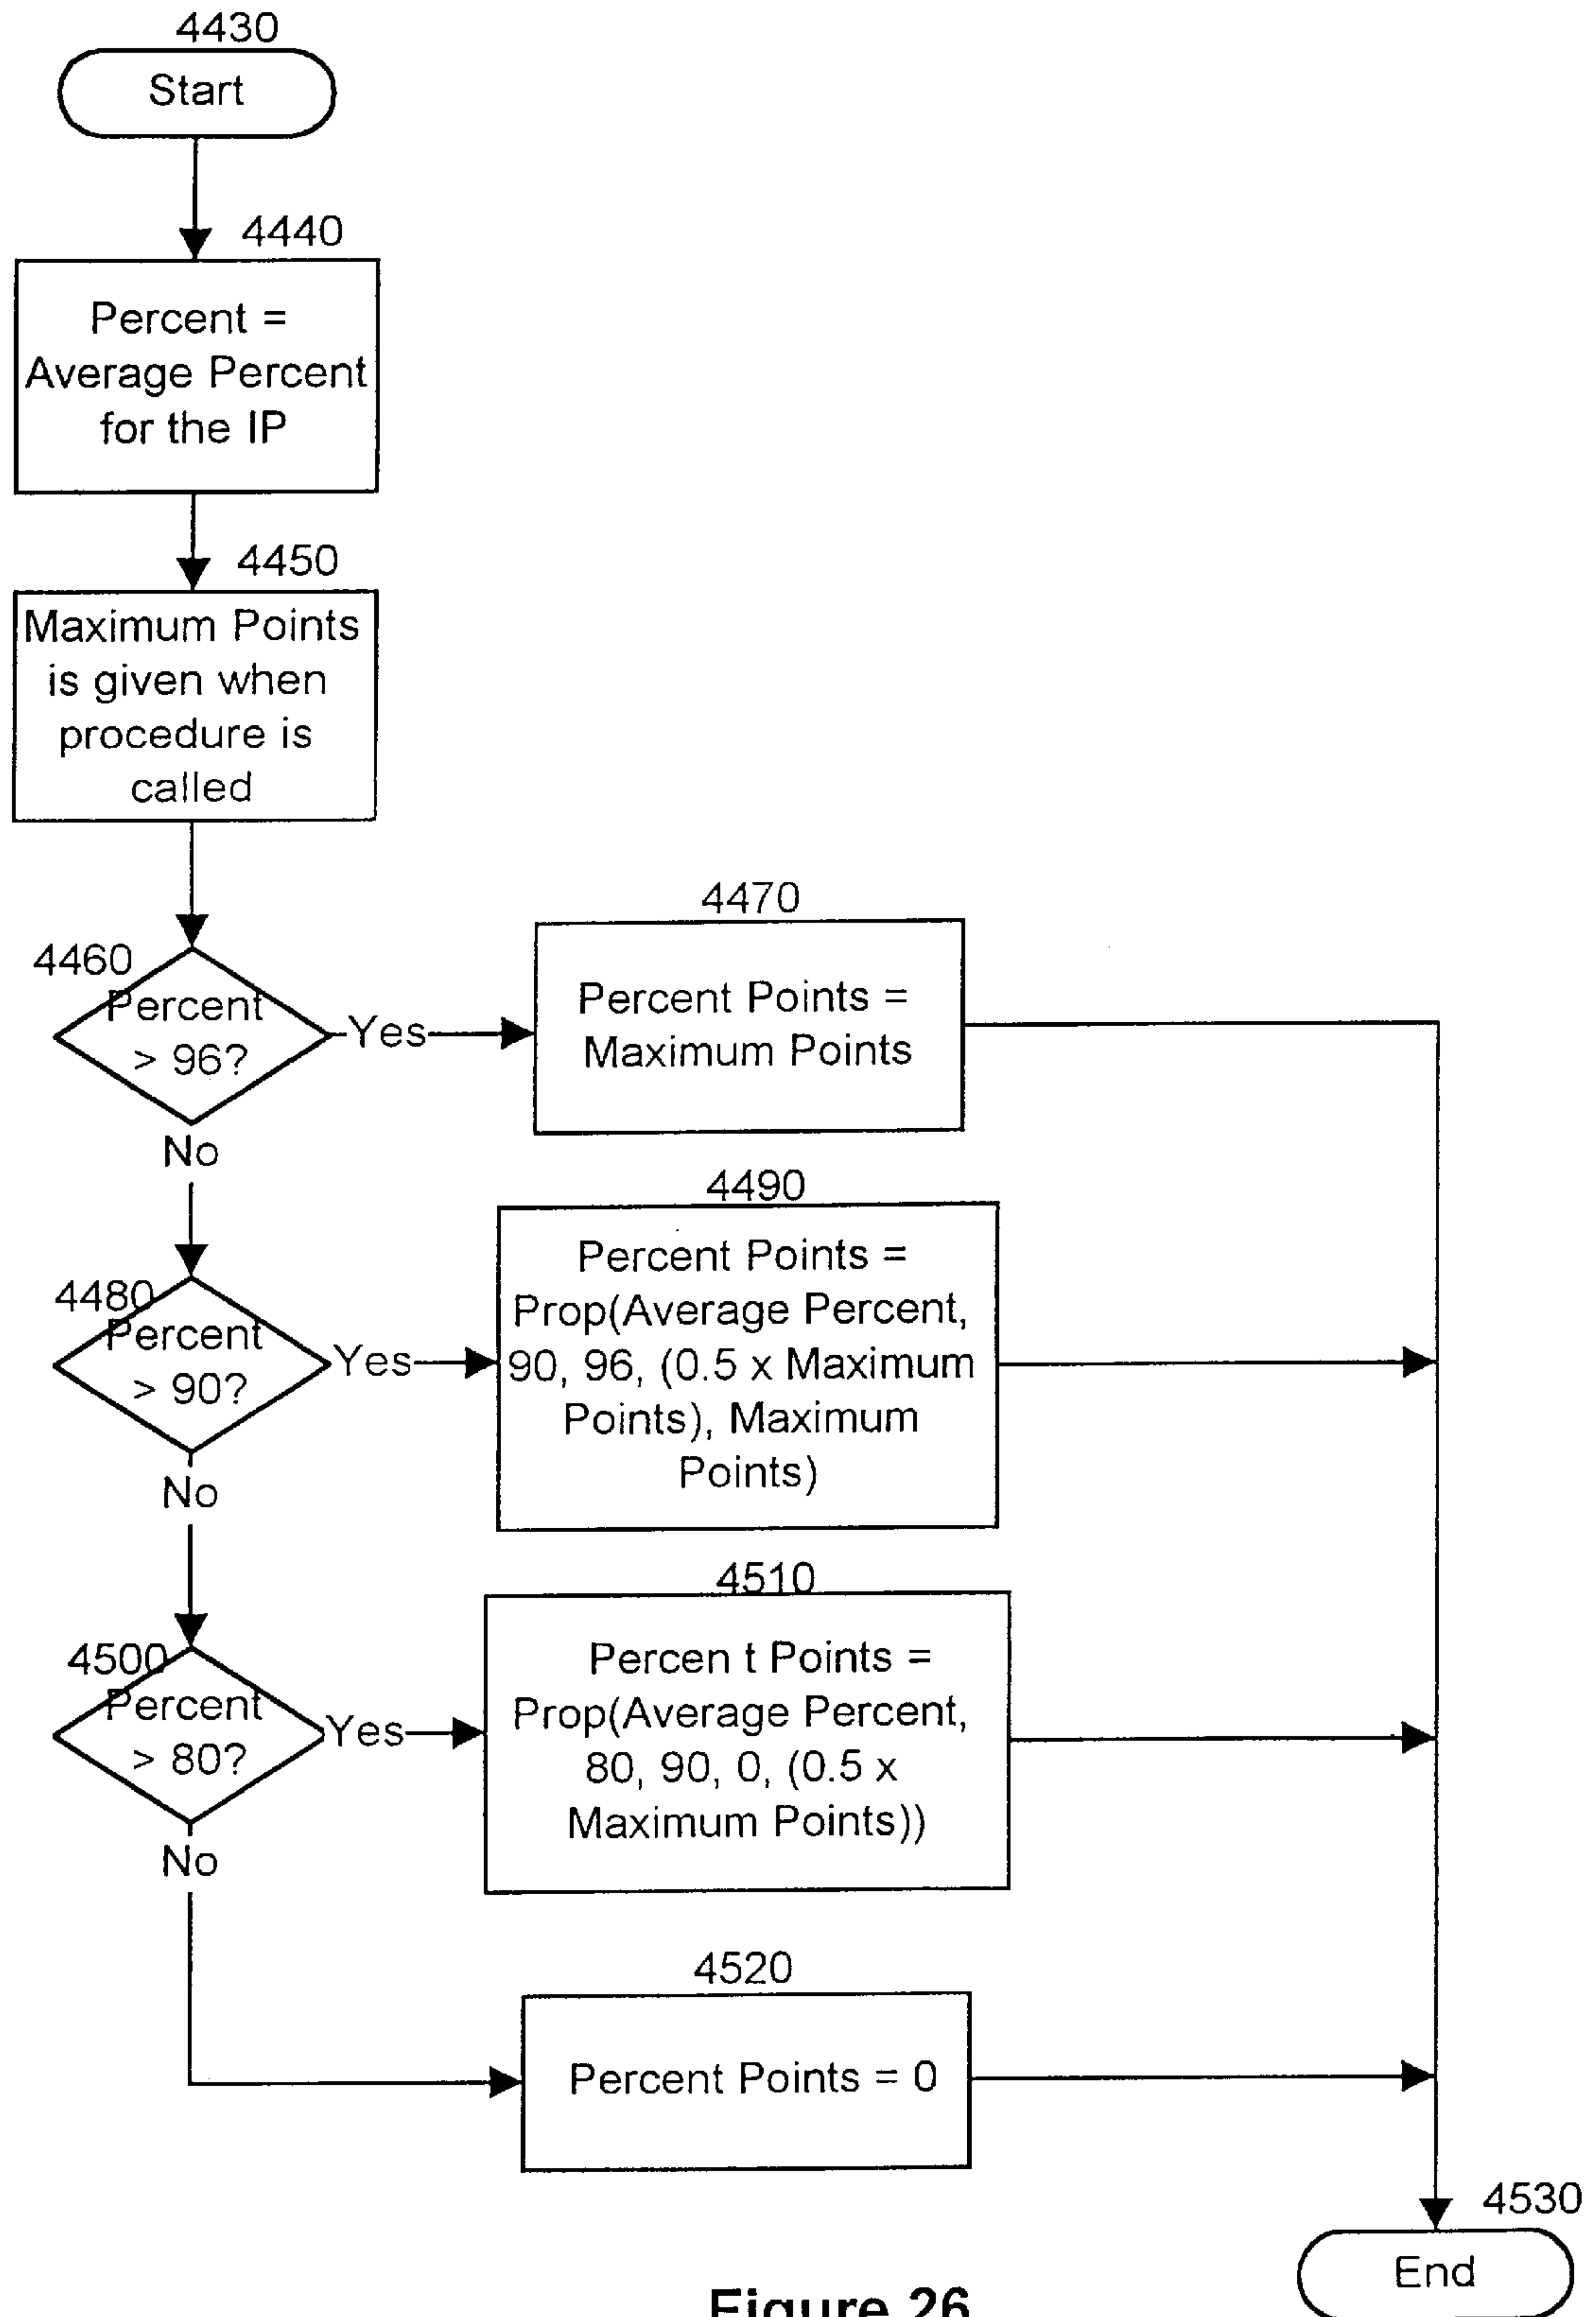 4430
Start
4440
Percent =
Average Percent
for the IP
4450
Maximum Points
is given when
procedure is
called
4460
Percent
> 96?
Yes
4470
Percent Points =
Maximum Points
No
4480
Percent
> 90?
Yes
4490
Percent Points =
Prop(Average Percent,
90, 96, (0.5 x Maximum
Points), Maximum
Points)
No
4500
Percent
> 80?
Yes
4510
Percen t Points =
Prop(Average Percent,
80, 90, 0, (0.5 x
Maximum Points))
No
4520
Percent Points = 0
4530
End
Figure 26